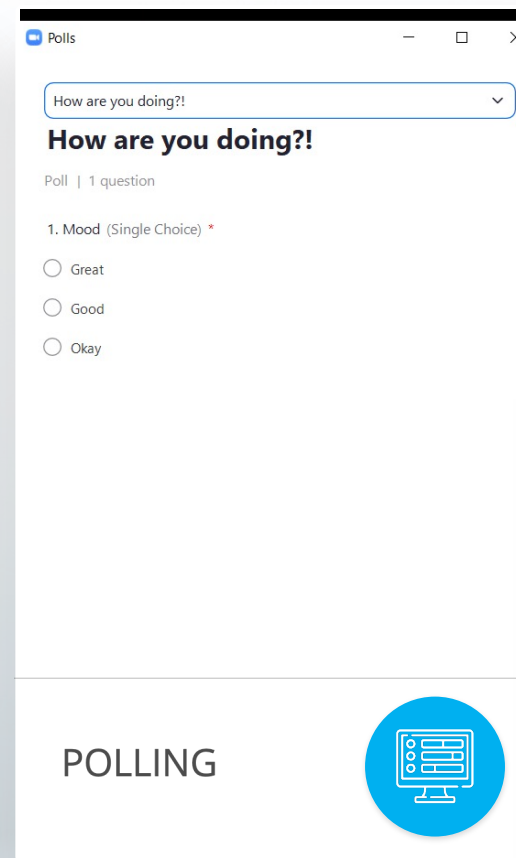 Polls
How are you doing?!
How are you doing?!
Poll | 1 question
1. Mood (Single Choice) *
Great
Good
Okay
POLLING